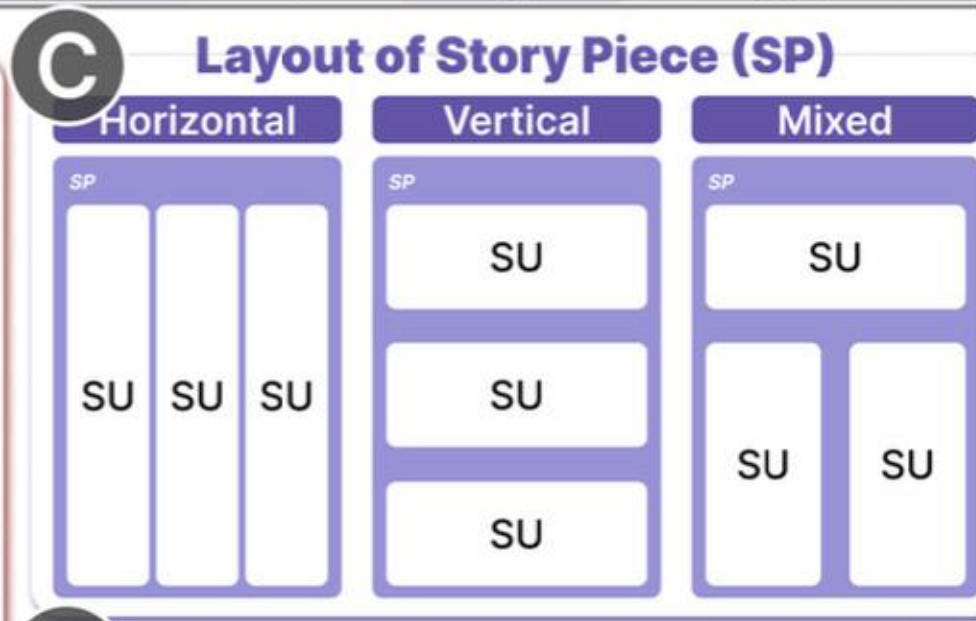 C
Layout of Story Piece (SP)
Horizontal
Vertical
Mixed
SP
SU SU SU
SP
SU
SU
SU
SP
SU
SU SU